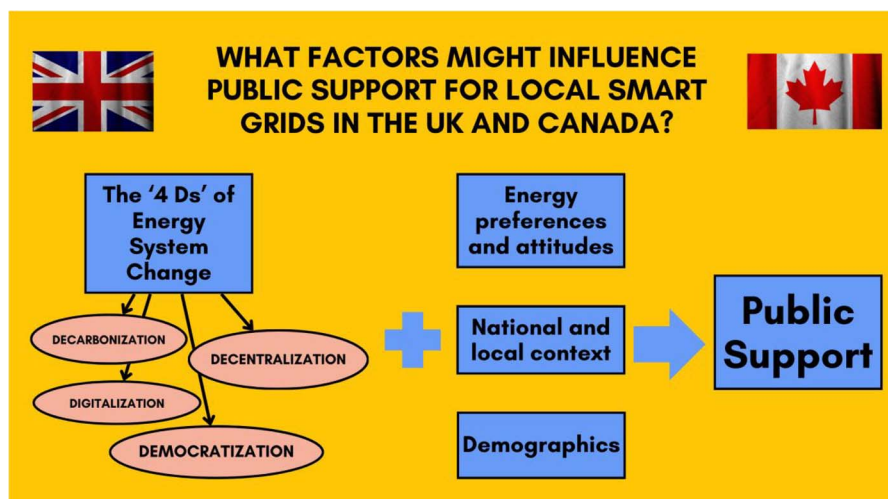 WHAT FACTORS MIGHT INFLUENCE
PUBLIC SUPPORT FOR LOCAL SMART
GRIDS IN THE UK AND CANADA?
The ‘4 Ds’ of
Energy
System
Change
DECARBONIZATION
DECENTRALIZATION
DIGITALIZATION
DEMOCRATIZATION
Energy
preferences
and attitudes
National and
local context
Demographics
Public
Support